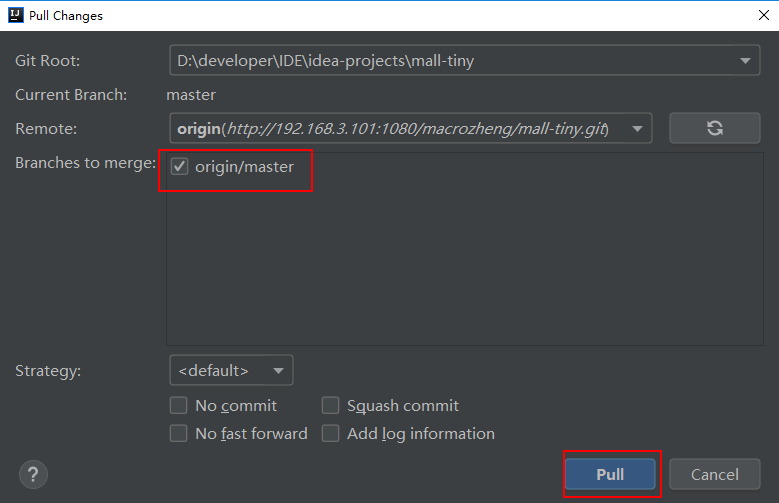 IJ Pull Changes
Git Root: D:\developer\IDE\idea-projects\mall-tiny
Current Branch: master
Remote: origin(http://192.168.3.101:1080/macrozheng/mall-tiny.git)
Branches to merge: origin/master
Strategy: <default>
No commit Squash commit
No fast forward Add log information
? Pull Cancel